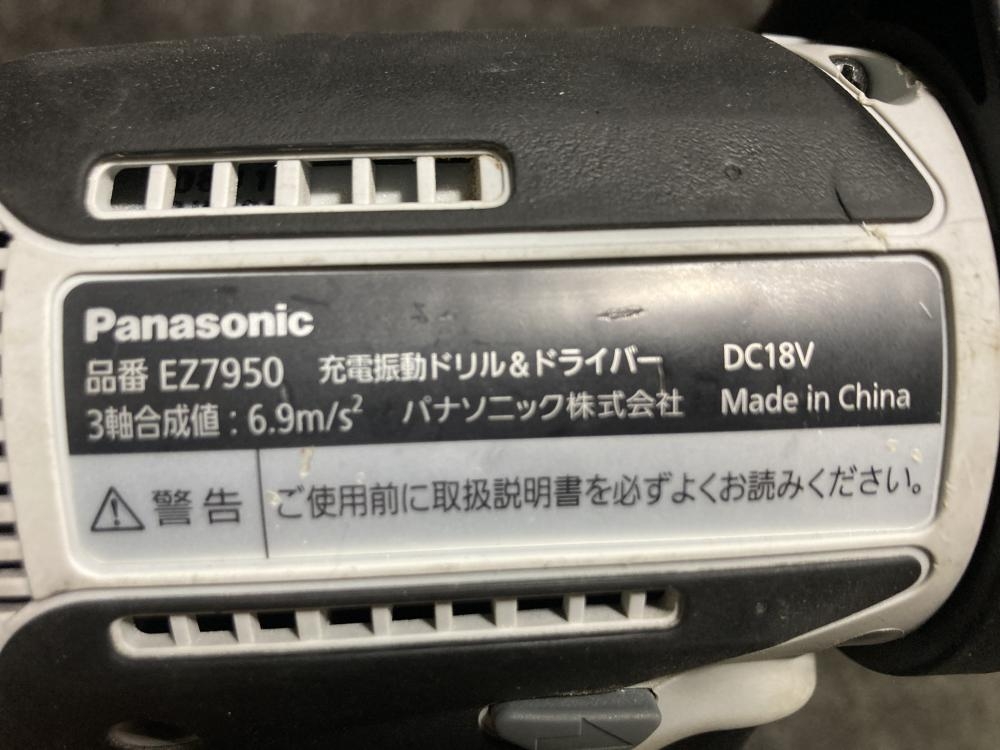 Panasonic
品番 EZ7950 充電振動ドリル&ドライバー DC18V
3軸合成値:6.9m/s² パナソニック株式会社 Made in China
警告 ご使用前に取扱説明書を必ずよくお読みください。